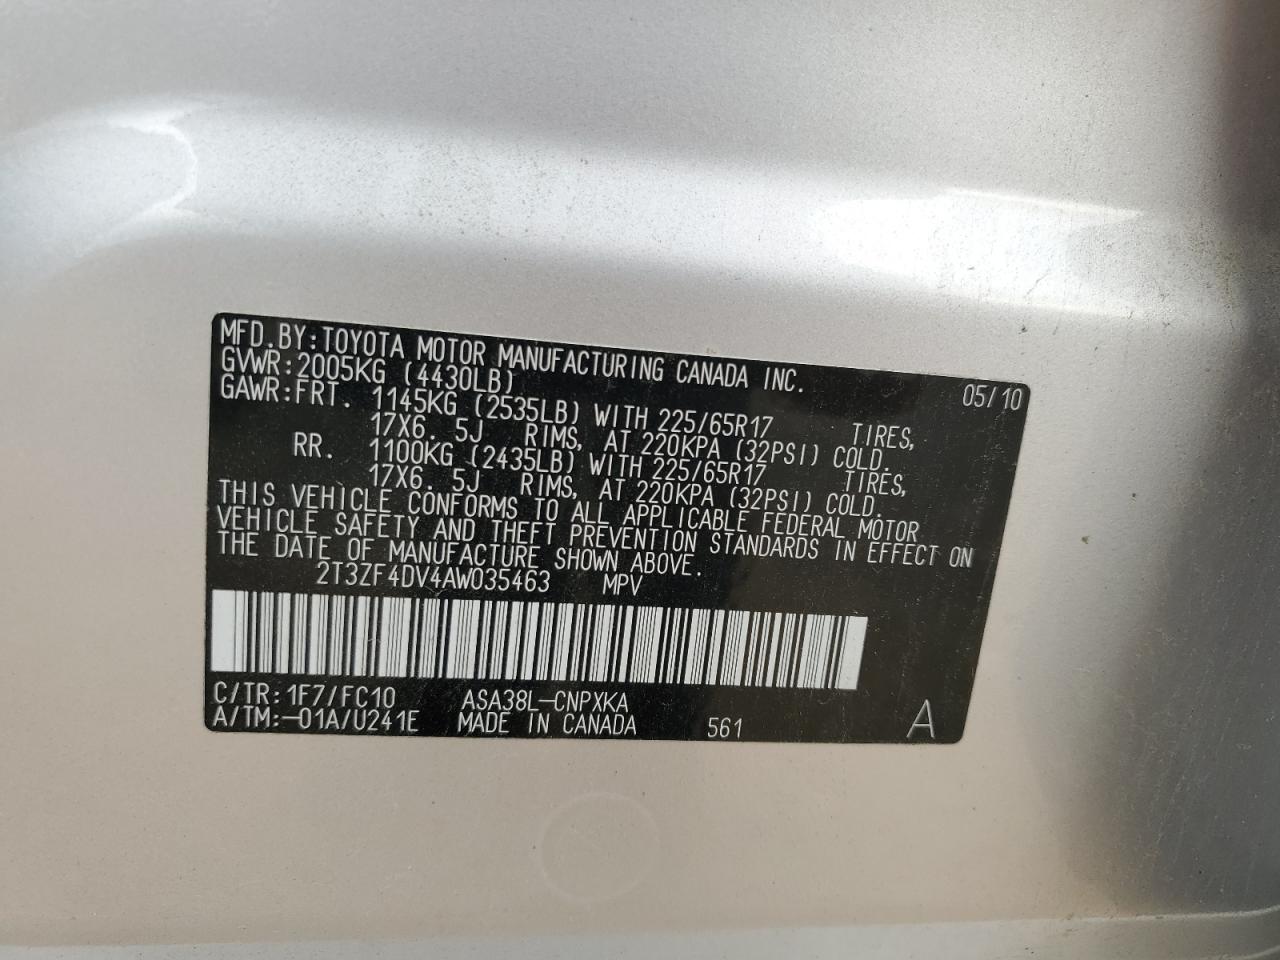 MFD.BY:TOYOTA MOTOR MANUFACTURING CANADA INC.
GVWR:2005KG (4430LB) 05/10
GAWR:FRT. 1145KG (2535LB) WITH 225/65R17 TIRES,
17X6. 5J RIMS, AT 220KPA (32PSI) COLD.
RR. 1100KG (2435LB) WITH 225/65R17 TIRES,
17X6. 5J RIMS, AT 220KPA (32PSI) COLD.
THIS VEHICLE CONFORMS TO ALL APPLICABLE FEDERAL MOTOR
VEHICLE SAFETY AND THEFT PREVENTION STANDARDS IN EFFECT ON
THE DATE OF MANUFACTURE SHOWN ABOVE.
2T3ZF4DV4AW035463 MPV
C/TR:1F7/FC10 ASA38L-CNPXKA
A/TM:-01A/U241E MADE IN CANADA 561 A